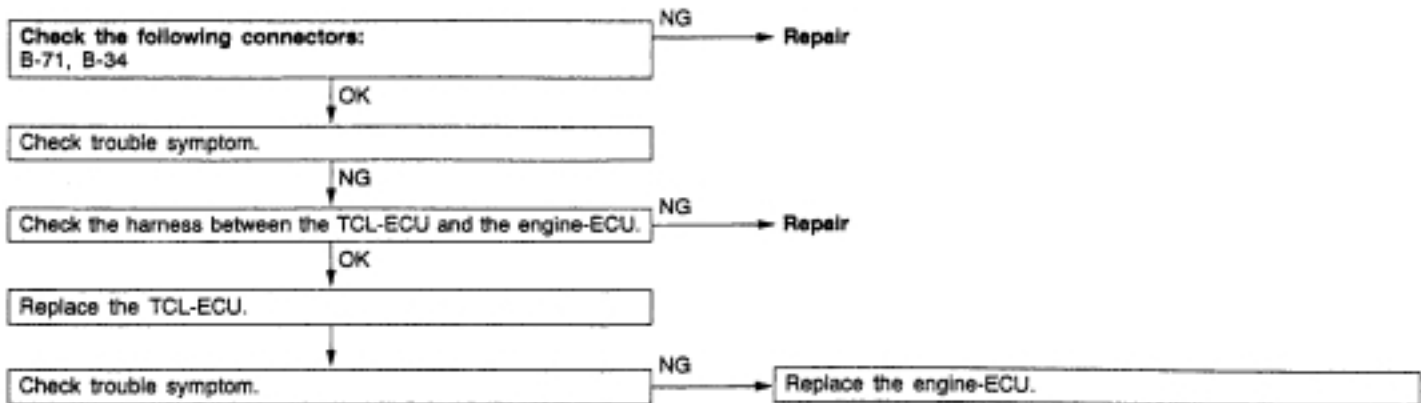 Check the following connectors:
B-71, B-34
NG
Repair
OK
Check trouble symptom.
NG
Check the harness between the TCL-ECU and the engine-ECU.
NG
Repair
OK
Replace the TCL-ECU.
Check trouble symptom.
NG
Replace the engine-ECU.